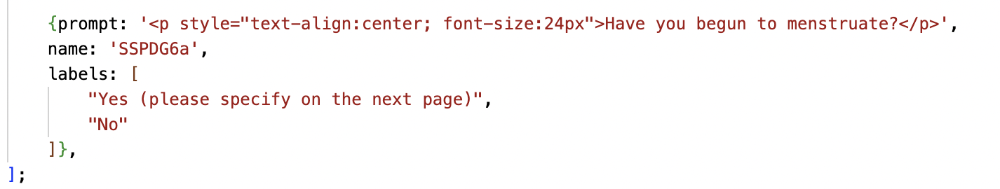 {prompt: '<p style="text-align:center; font-size:24px">Have you begun to menstruate?</p>',
name: 'SSPDG6a',
labels: [
"Yes (please specify on the next page)",
"No"
]},
];